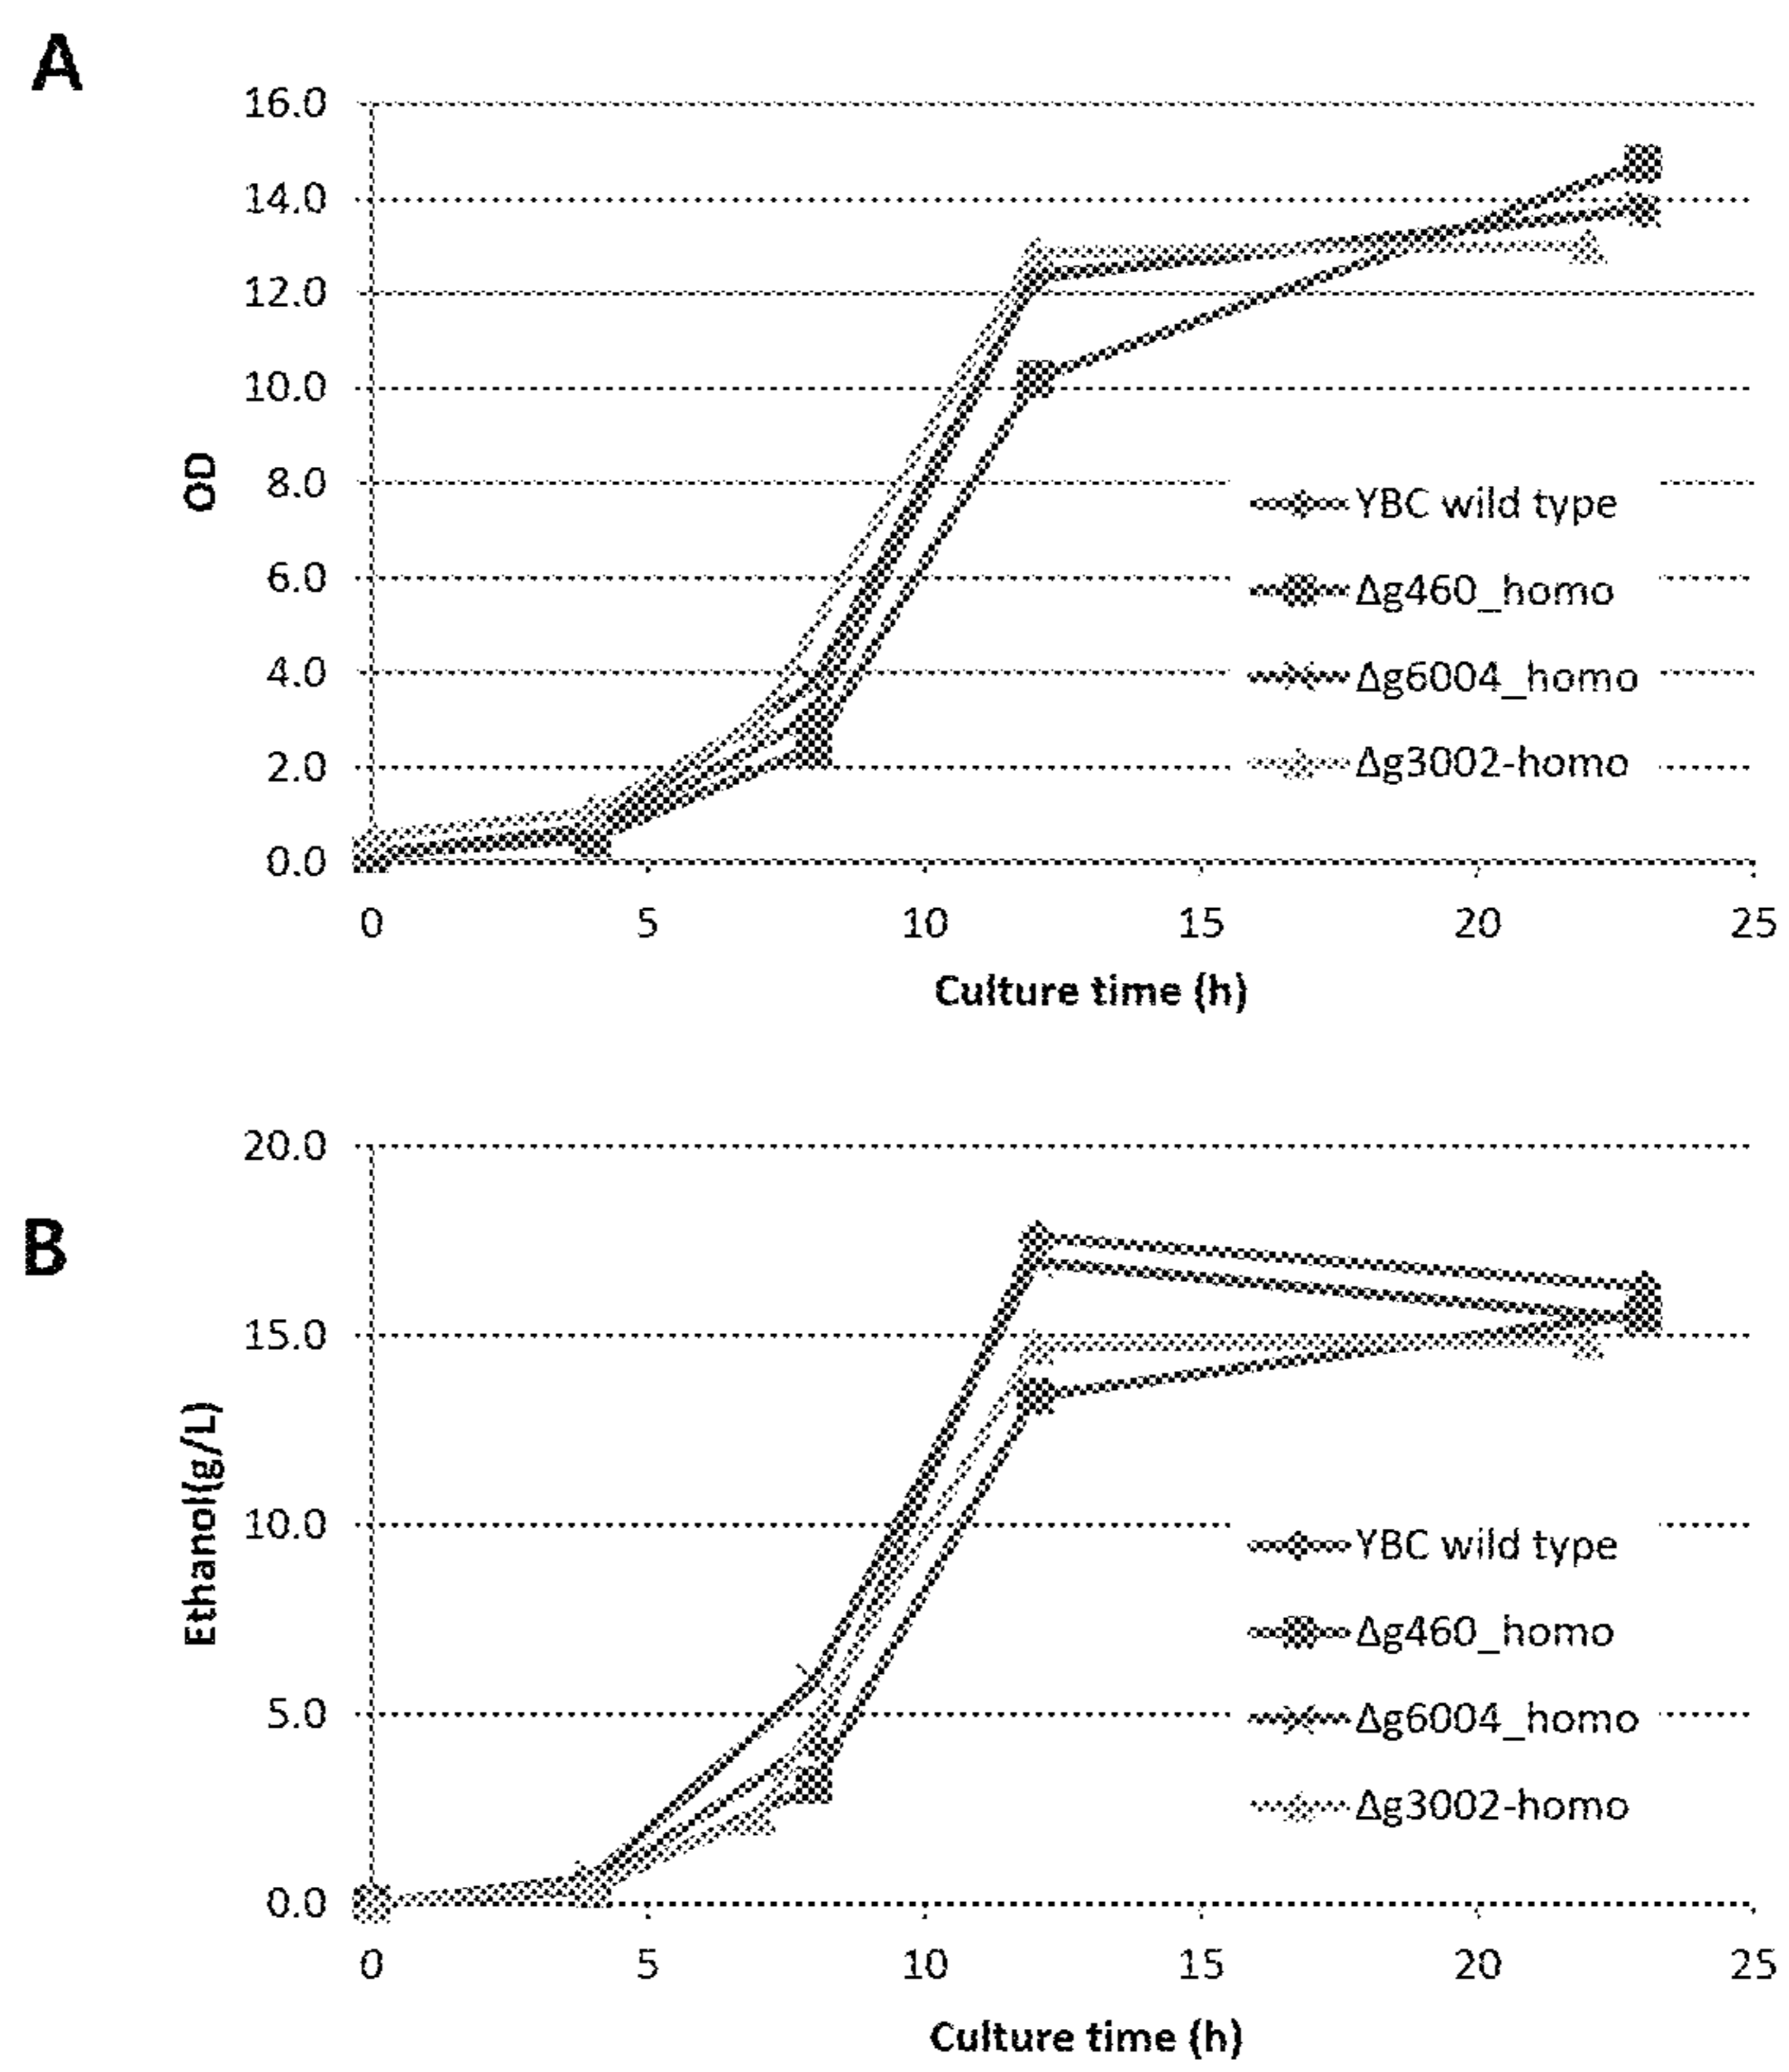 A
16.0
14.0
12.0
10.0
8.0
6.0
4.0
2.0
0.0
OD
YBC wild type
Δg460_homo
Δg6004_homo
Δg3002-homo
0 5 10 15 20 25
Culture time (h)
B
20.0
15.0
10.0
5.0
0.0
Ethanol(g/L)
YBC wild type
Δg460_homo
Δg6004_homo
Δg3002-homo
0 5 10 15 20 25
Culture time (h)